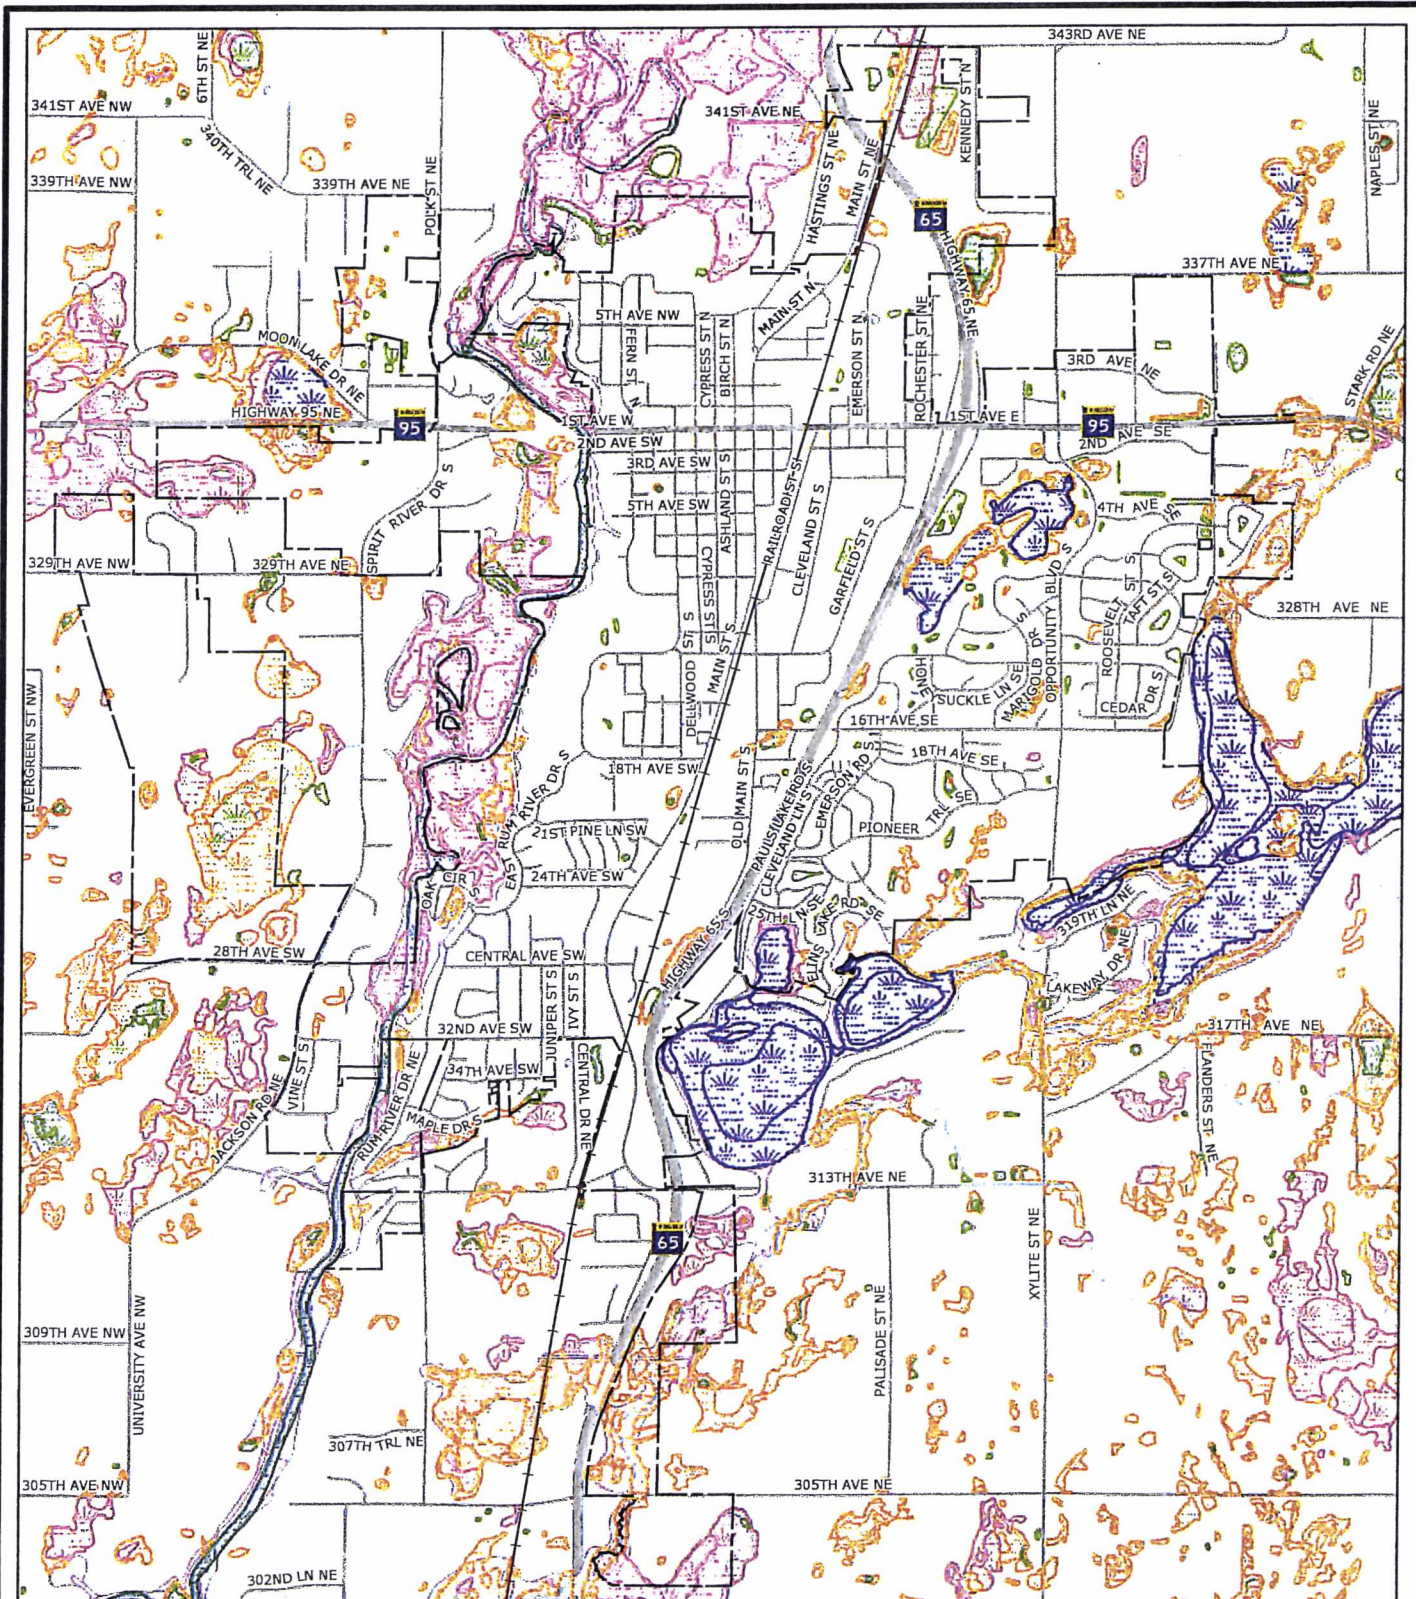 343RD AVE NE
6TH ST NE
341ST AVE NW
341ST AVE NE
KENNEDY ST N
NAPLES ST NE
340TH TRL NE
HASTINGS ST NE
MAIN ST NE
339TH AVE NW
339TH AVE NE
POLK ST NE
65
HIGHWAY 65 NE
337TH AVE NE
MAIN ST N
5TH AVE NW
FERN ST N
CYPRESS ST N
BIRCH ST N
EMERSON ST N
ROCHESTER ST NE
MOON LAKE DR NE
3RD AVE NE
STARK RD NE
HIGHWAY 95 NE
95
1ST AVE W
1ST AVE E
95
2ND AVE SW
2ND AVE SE
3RD AVE SW
5TH AVE SW
ASHLAND ST S
RAILROAD ST S
CLEVELAND ST S
GARFIELD ST S
4TH AVE SE
SPIRIT RIVER DR S
329TH AVE NW
329TH AVE NE
CYPRESS ST S
OPPORTUNITY BLVD S
ROOSEVELT ST S
TAFT ST S
328TH AVE NE
DELLWOOD ST S
MAIN ST S
EVERGREEN ST NW
HONEYSUCKLE LN SE
MARIGOLD DR S
CEDAR DR S
16TH AVE SE
18TH AVE SW
18TH AVE SE
OLD MAIN ST S
PAULS LAKE RD S
CLEVELAND LN S
EMERSON RD S
PIONEER TRL SE
EAST RUM RIVER DR S
21ST PINE LN SW
24TH AVE SW
OAK CIR S
25TH LN SE
ELINS LAKE RD SE
319TH LN NE
LAKEWAY DR NE
28TH AVE SW
CENTRAL AVE SW
HIGHWAY 65 S
JUNIPER ST S
IVY ST S
32ND AVE SW
34TH AVE SW
CENTRAL DR NE
317TH AVE NE
FLANDERS ST NE
VINE ST S
JACKSON RD NE
RUM RIVER DR NE
MAPLE DR S
313TH AVE NE
65
XYLITE ST NE
UNIVERSITY AVE NW
309TH AVE NW
PALISADE ST NE
307TH TRL NE
305TH AVE NW
305TH AVE NE
302ND LN NE